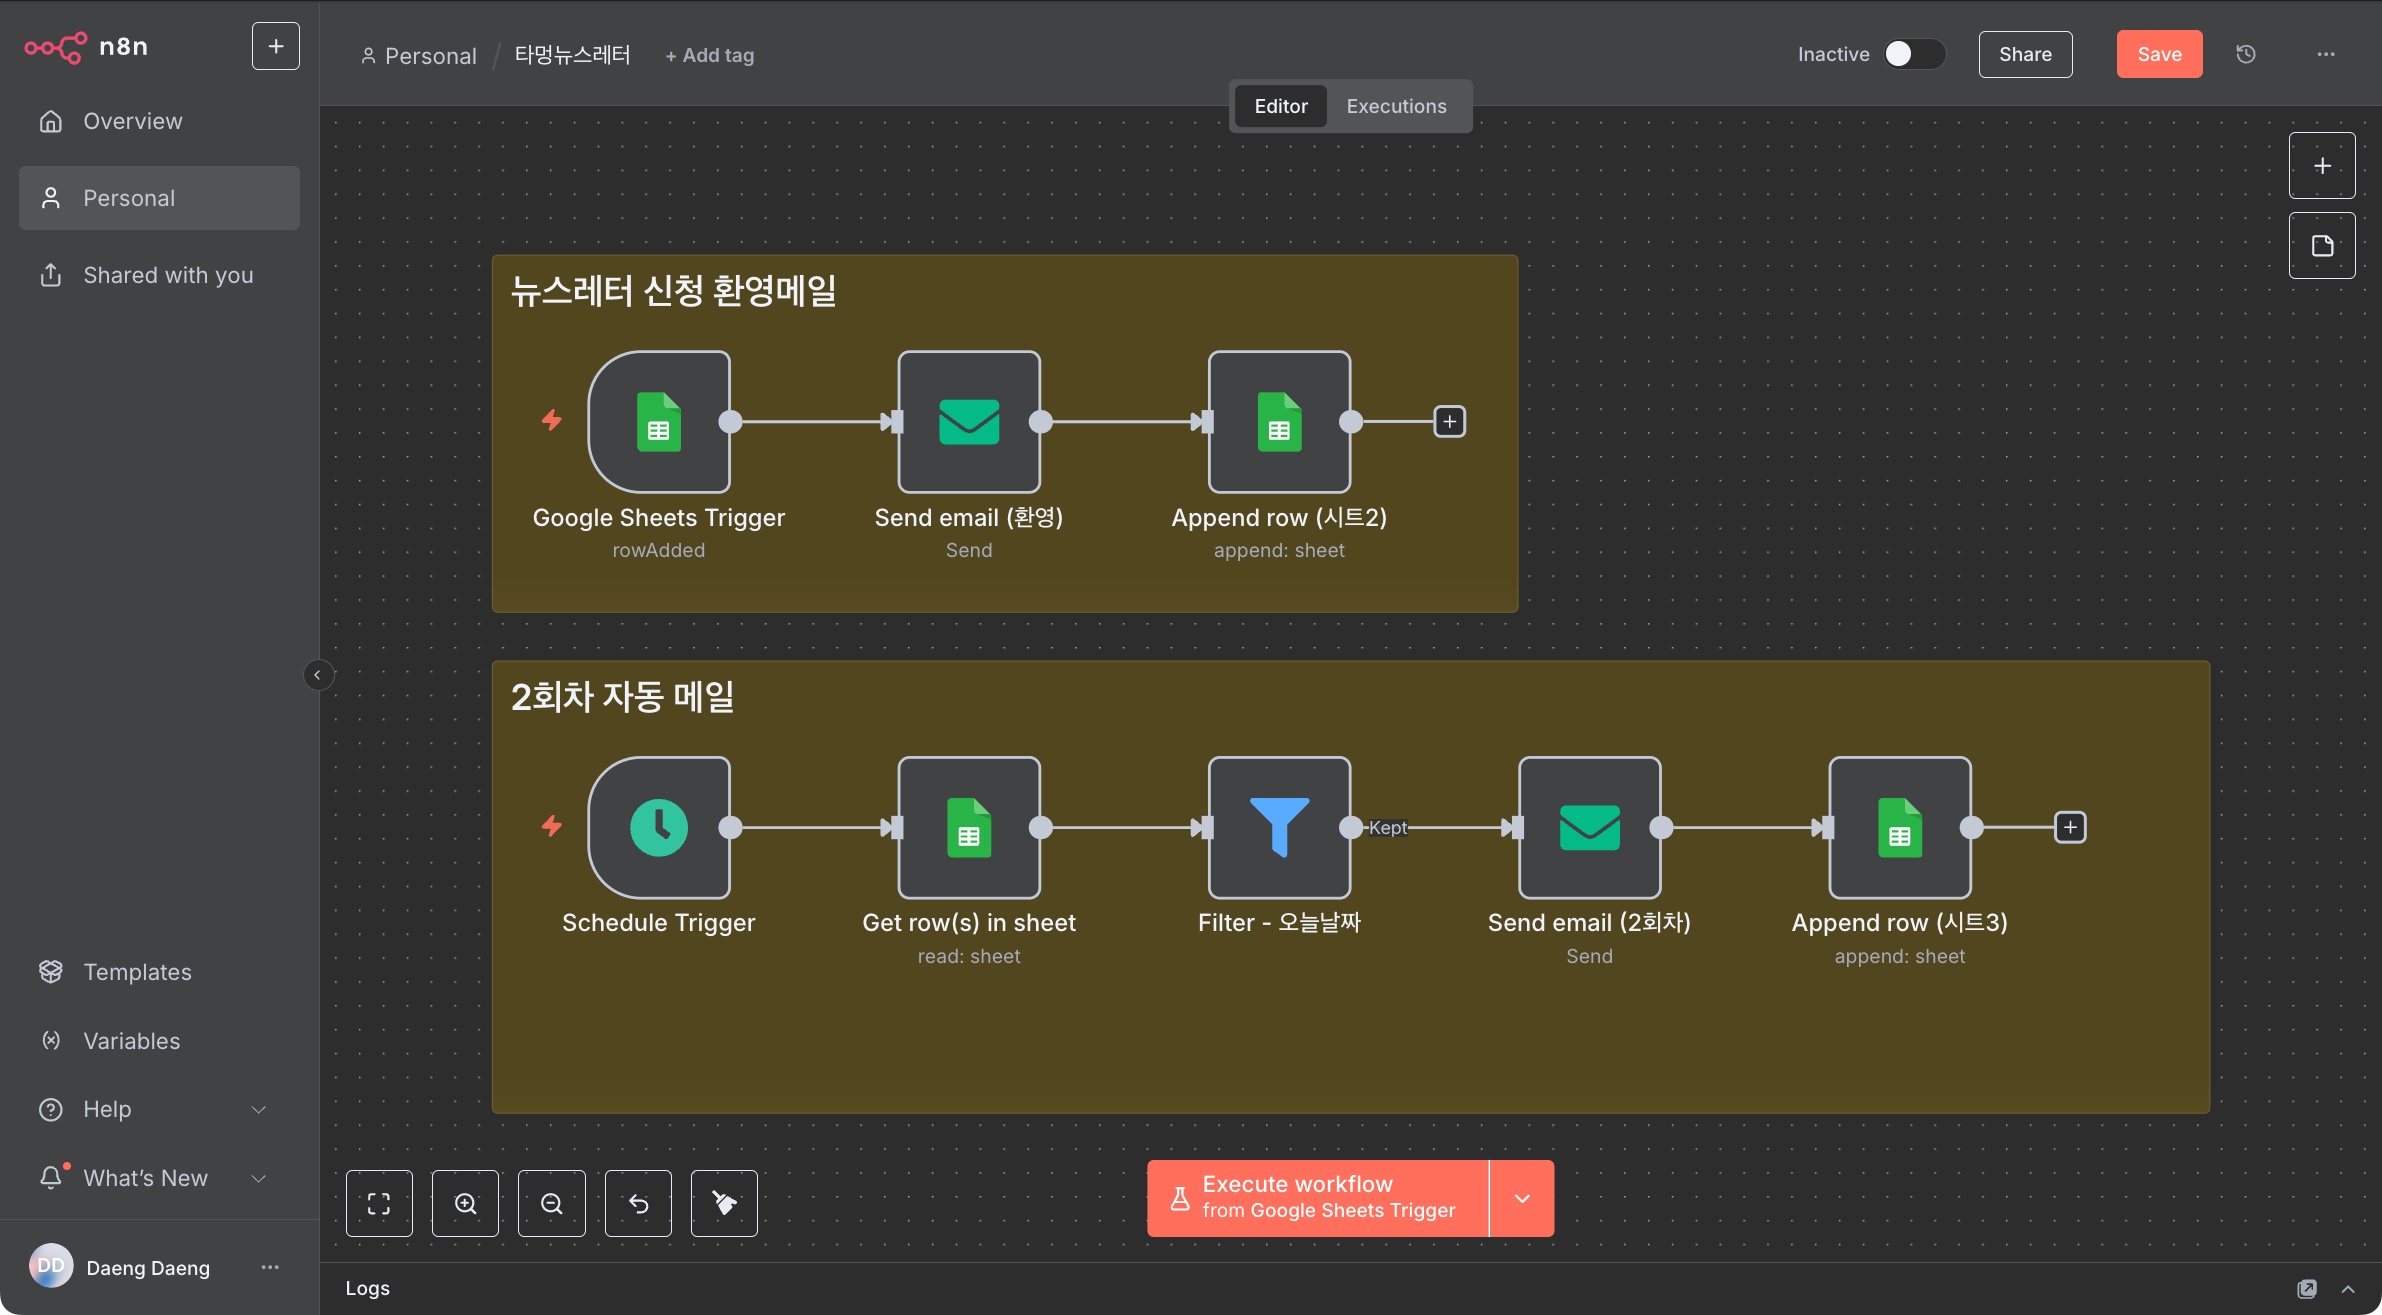 n8n
Personal / 타멍뉴스레터 + Add tag
Inactive
Share
Save
Editor
Executions
Overview
Personal
Shared with you
뉴스레터 신청 환영메일
Google Sheets Trigger
rowAdded
Send email (환영)
Send
Append row (시트2)
append: sheet
2회차 자동 메일
Kept
Schedule Trigger
Get row(s) in sheet
read: sheet
Filter - 오늘날짜
Send email (2회차)
Send
Append row (시트3)
append: sheet
Templates
Variables
Help
What's New
Execute workflow
from Google Sheets Trigger
DD
Daeng Daeng
Logs